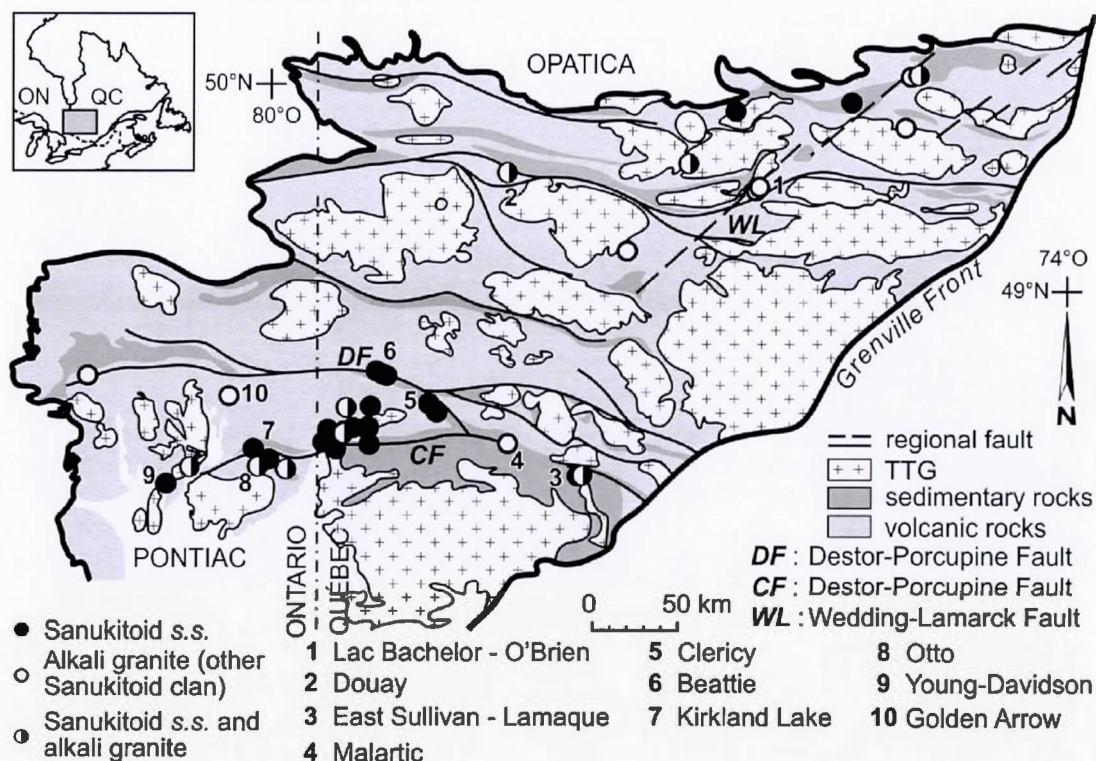 ON QC
50°N
80°O
OPATICA
1
2
WL
74°O
49°N
Grenville Front
N
DF 6
5
10
7
CF
4
9
8
3
PONTIAC
ONTARIO
QUÉBEC
regional fault
TTG
sedimentary rocks
volcanic rocks
DF : Destor-Porcupine Fault
CF : Destor-Porcupine Fault
WL : Wedding-Lamarck Fault
0 50 km
Sanukitoid s.s.
Alkali granite (other
Sanukitoid clan)
Sanukitoid s.s. and
alkali granite
1 Lac Bachelor - O'Brien
2 Douay
3 East Sullivan - Lamaque
4 Malartic
5 Clericy
6 Beattie
7 Kirkland Lake
8 Otto
9 Young-Davidson
10 Golden Arrow